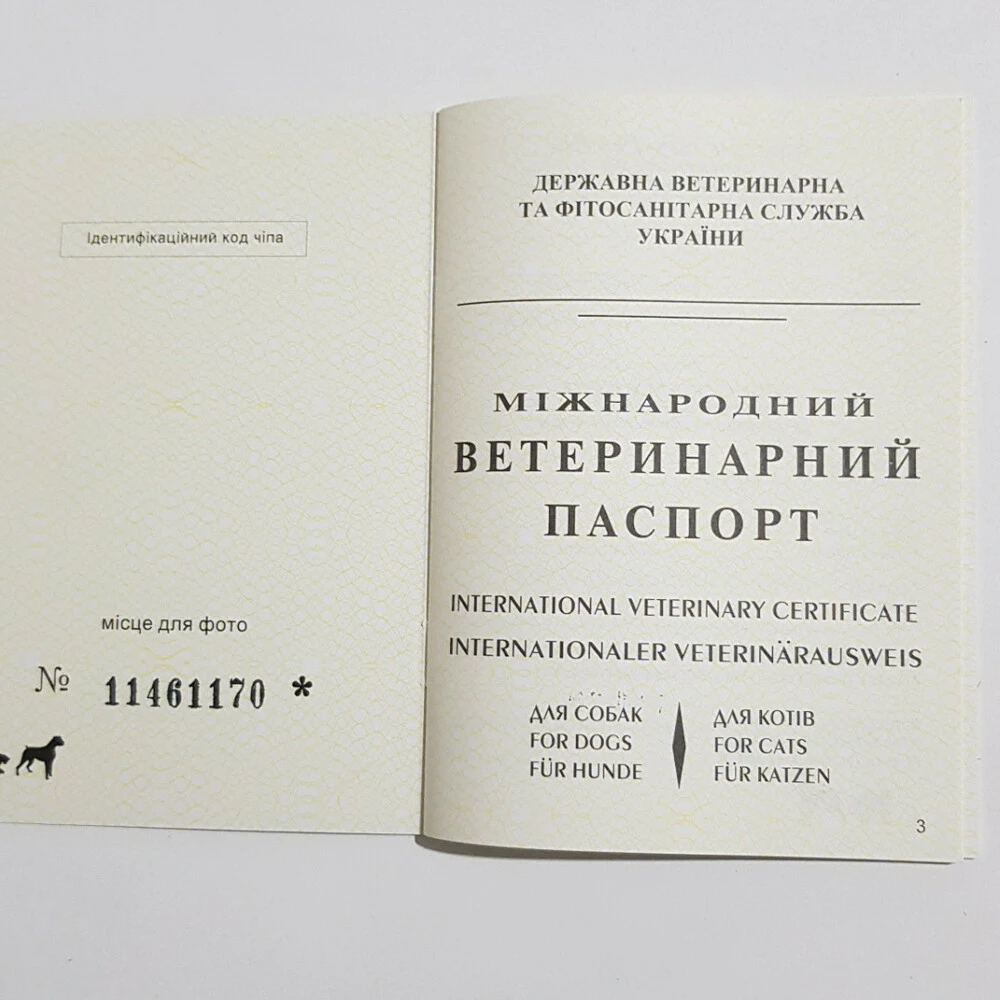 Ідентифікаційний код чіпа
місце для фото
№ 11461170 *
ДЕРЖАВНА ВЕТЕРИНАРНА
ТА ФІТОСАНІТАРНА СЛУЖБА
УКРАЇНИ
МІЖНАРОДНИЙ
ВЕТЕРИНАРНИЙ
ПАСПОРТ
INTERNATIONAL VETERINARY CERTIFICATE
INTERNATIONALER VETERINÄRAUSWEIS
ДЛЯ СОБАК
FOR DOGS
FÜR HUNDE
ДЛЯ КОТІВ
FOR CATS
FÜR KATZEN
3